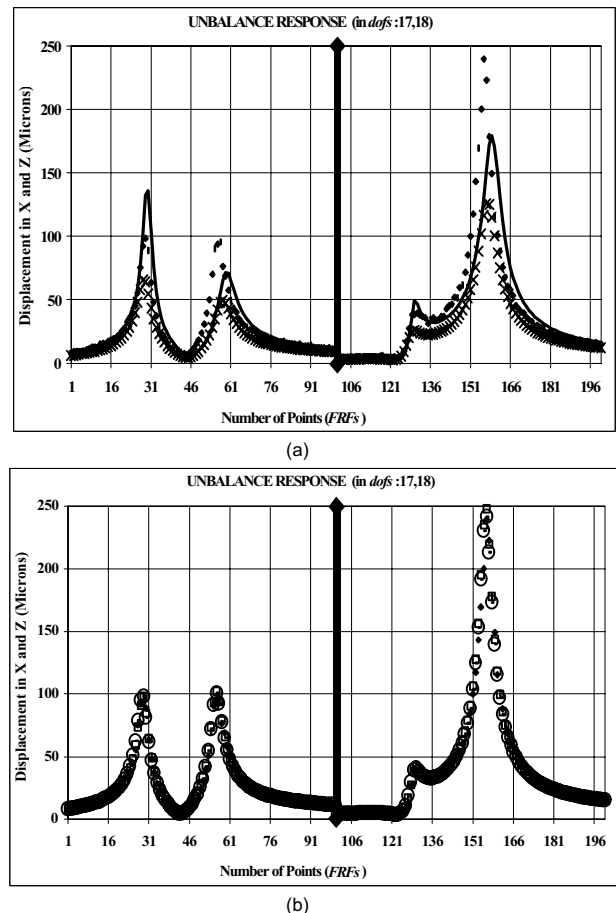 UNBALANCE RESPONSE (in dofs :17,18)
250
200
150
100
50
0
Displacement in X and Z (Microns)
1 16 31 46 61 76 91 106 121 136 151 166 181 196
Number of Points (FRFs)
(a)
UNBALANCE RESPONSE (in dofs :17,18)
250
200
150
100
50
0
Displacement in X and Z (Microns)
1 16 31 46 61 76 91 106 121 136 151 166 181 196
Number of Points (FRFs)
(b)